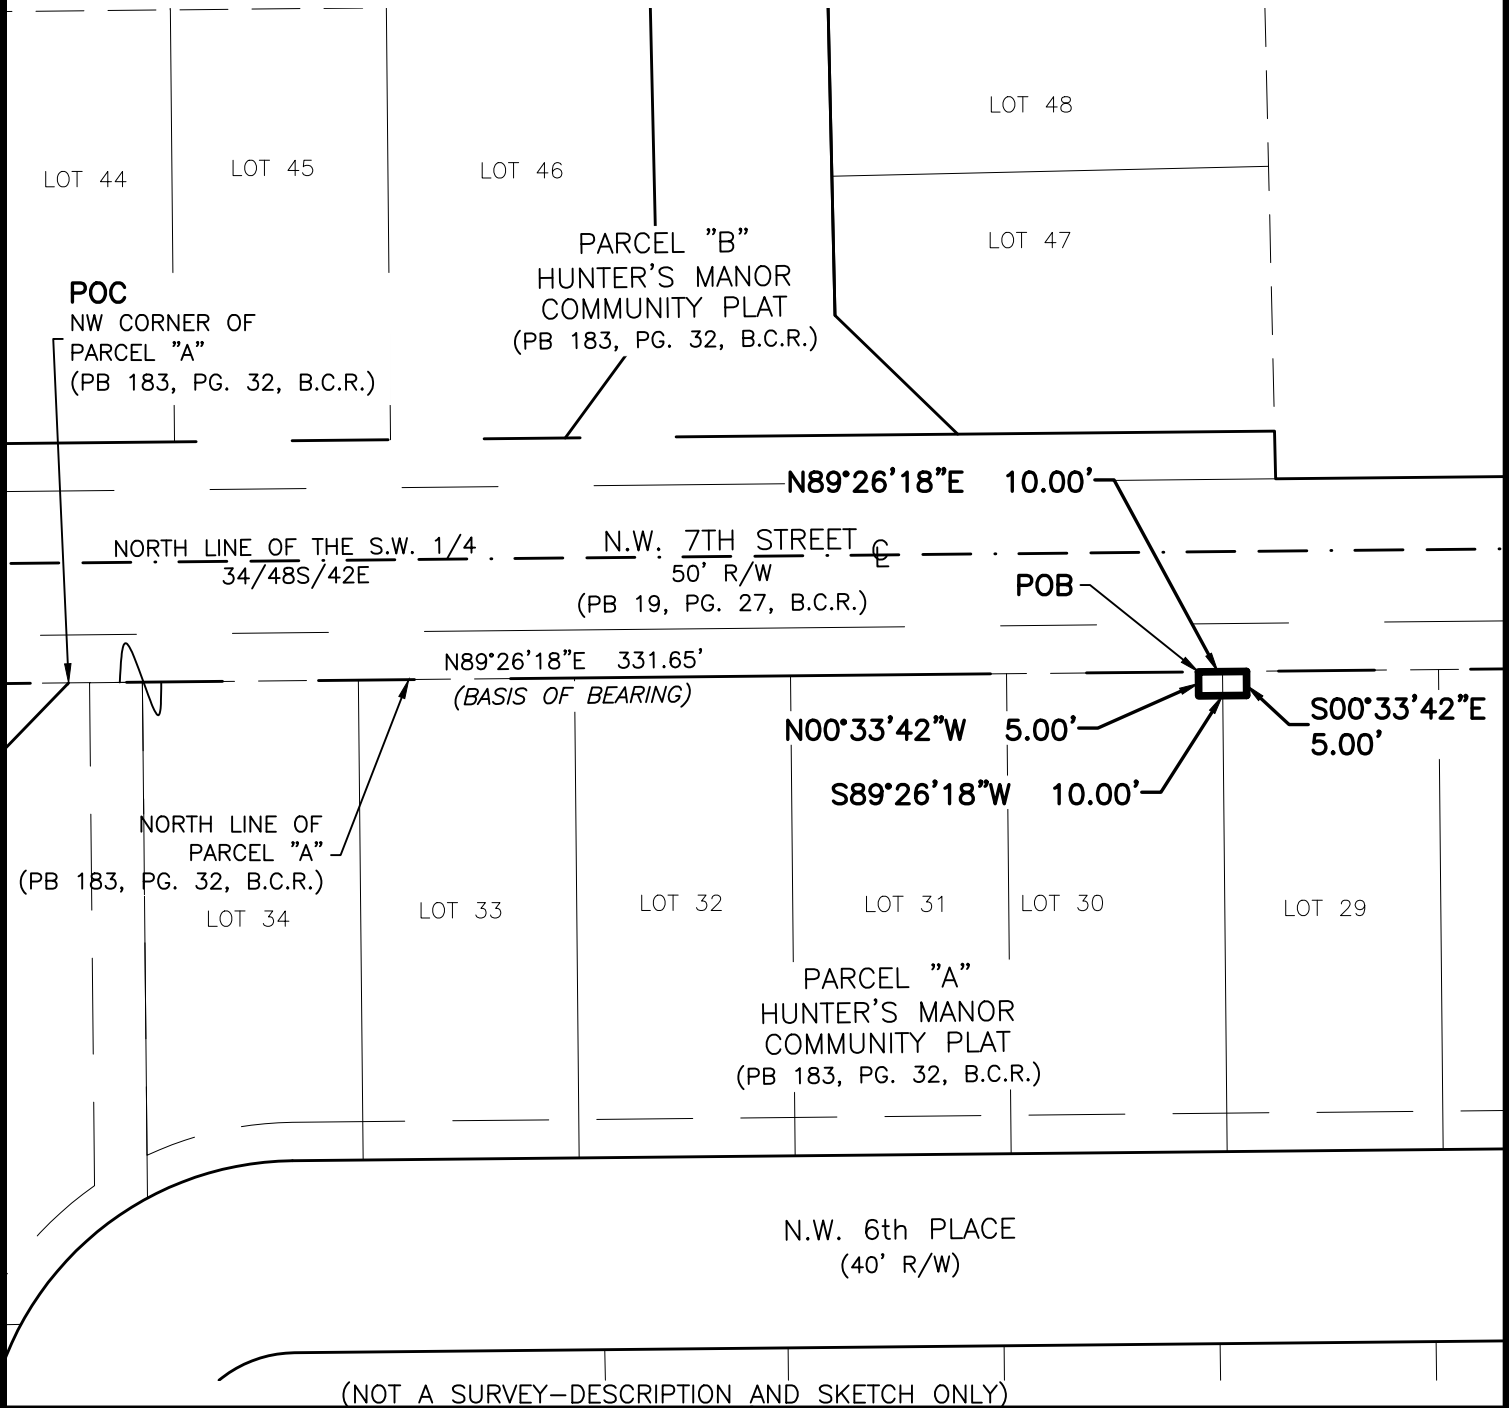 LOT 48
LOT 44
LOT 45
LOT 46
LOT 47
PARCEL "B"
HUNTER'S MANOR
COMMUNITY PLAT
(PB 183, PG. 32, B.C.R.)
POC
NW CORNER OF
PARCEL "A"
(PB 183, PG. 32, B.C.R.)
N89°26'18"E 10.00'
NORTH LINE OF THE S.W. 1/4
34/48S/42E
N.W. 7TH STREET ℄
50' R/W
(PB 19, PG. 27, B.C.R.)
POB
N89°26'18"E 331.65'
(BASIS OF BEARING)
N00°33'42"W 5.00'
S00°33'42"E
5.00'
S89°26'18"W 10.00'
NORTH LINE OF
PARCEL "A"
(PB 183, PG. 32, B.C.R.)
LOT 34
LOT 33
LOT 32
LOT 31
LOT 30
LOT 29
PARCEL "A"
HUNTER'S MANOR
COMMUNITY PLAT
(PB 183, PG. 32, B.C.R.)
N.W. 6th PLACE
(40' R/W)
(NOT A SURVEY-DESCRIPTION AND SKETCH ONLY)